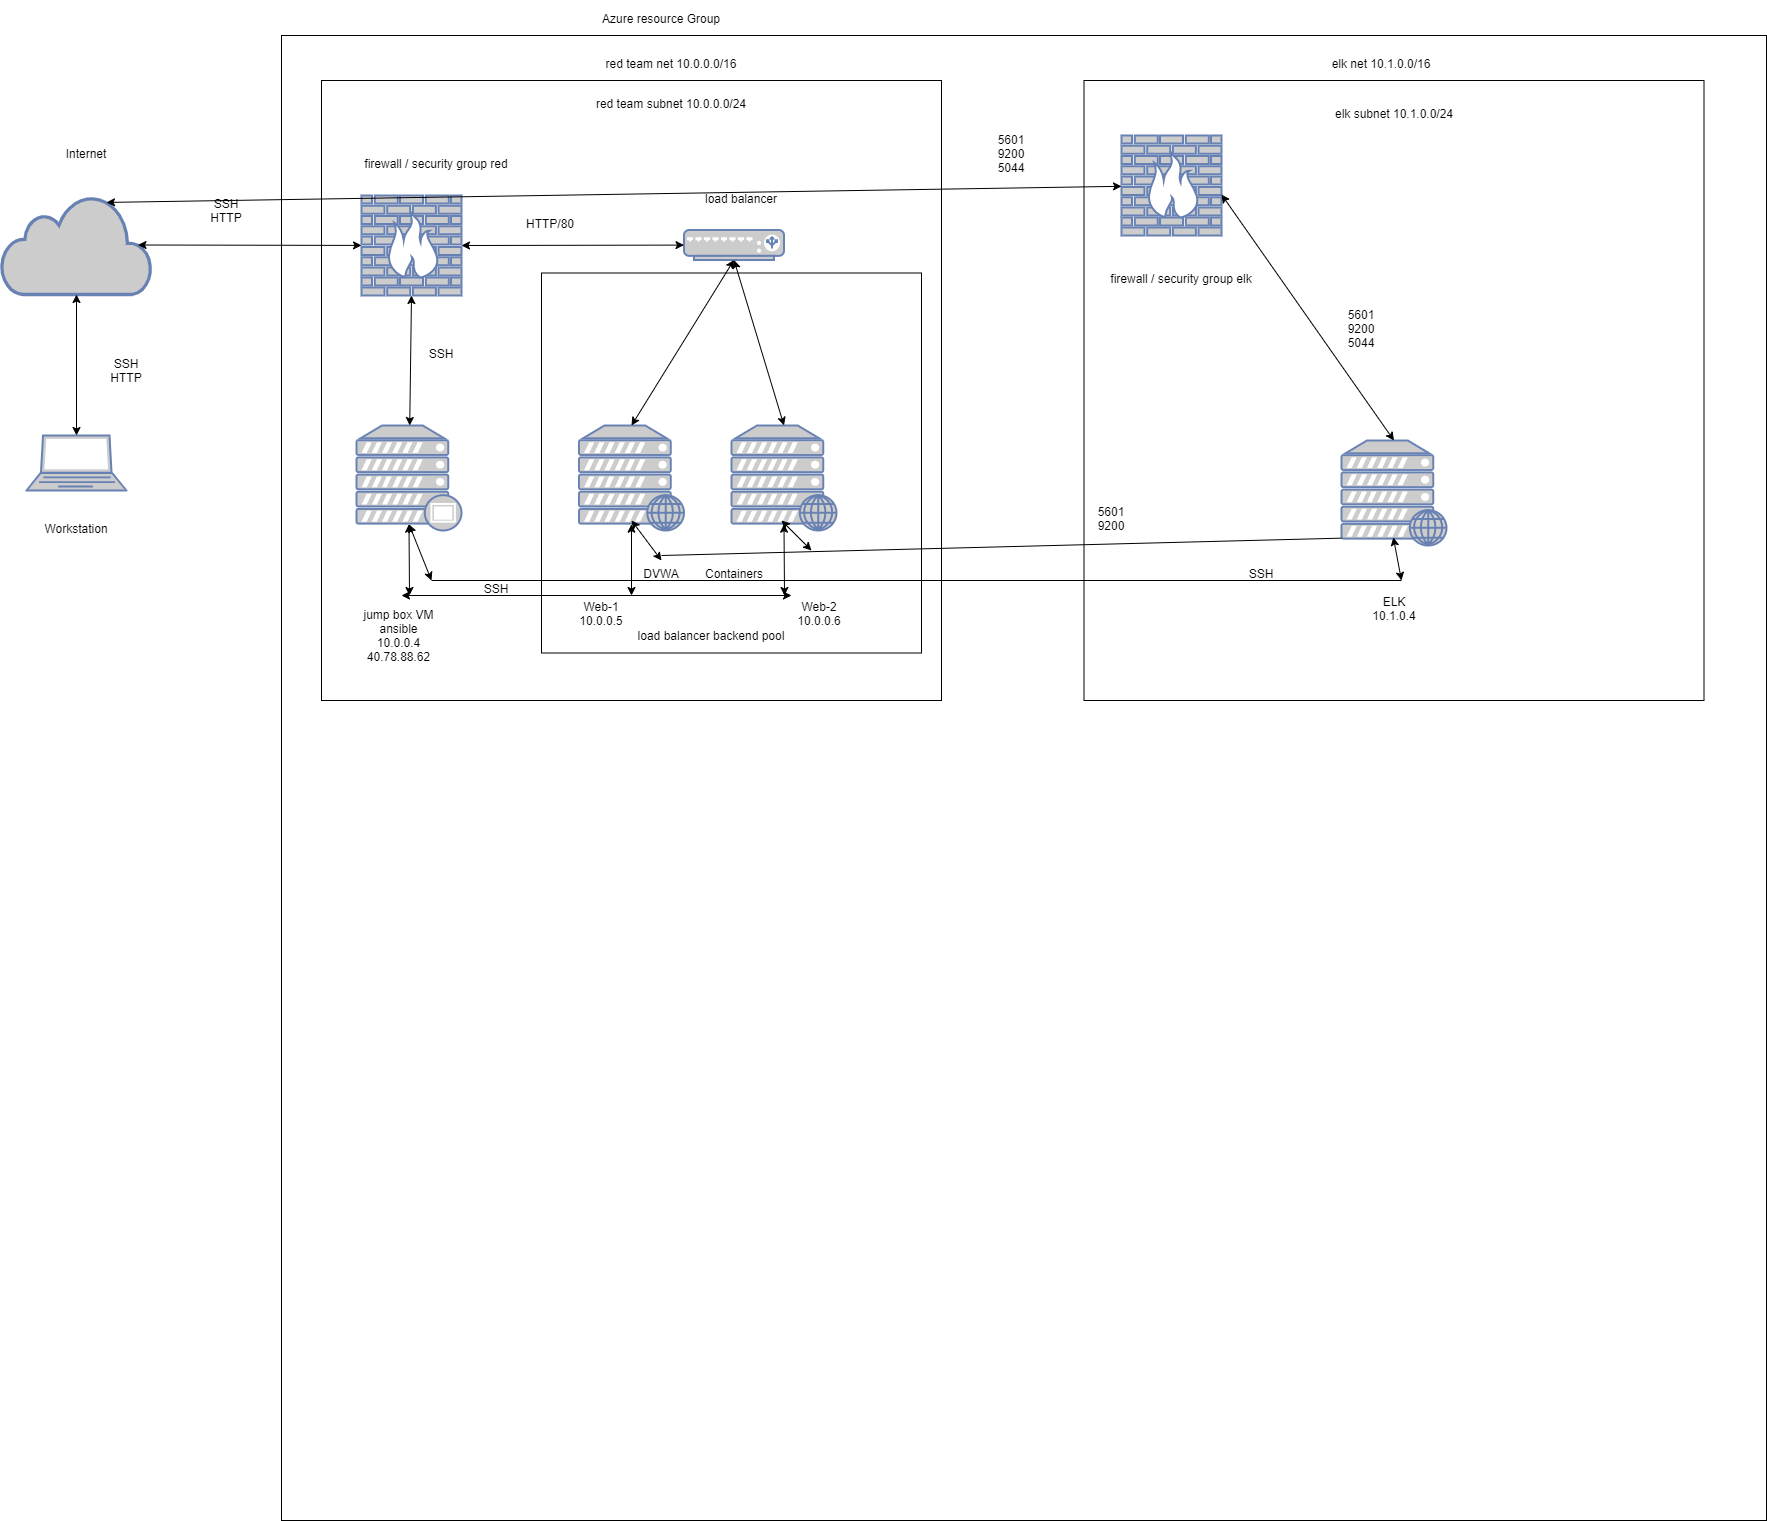 Azure resource Group
red team net 10.0.0.0/16
elk net 10.1.0.0/16
red team subnet 10.0.0.0/24
elk subnet 10.1.0.0/24
Internet
firewall / security group red
5601
9200
5044
SSH
HTTP
load balancer
HTTP/80
firewall / security group elk
5601
9200
5044
SSH
SSH
HTTP
Workstation
5601
9200
DVWA
Containers
SSH
SSH
Web-1
10.0.0.5
Web-2
10.0.0.6
ELK
10.1.0.4
jump box VM
ansible
10.0.0.4
40.78.88.62
load balancer backend pool